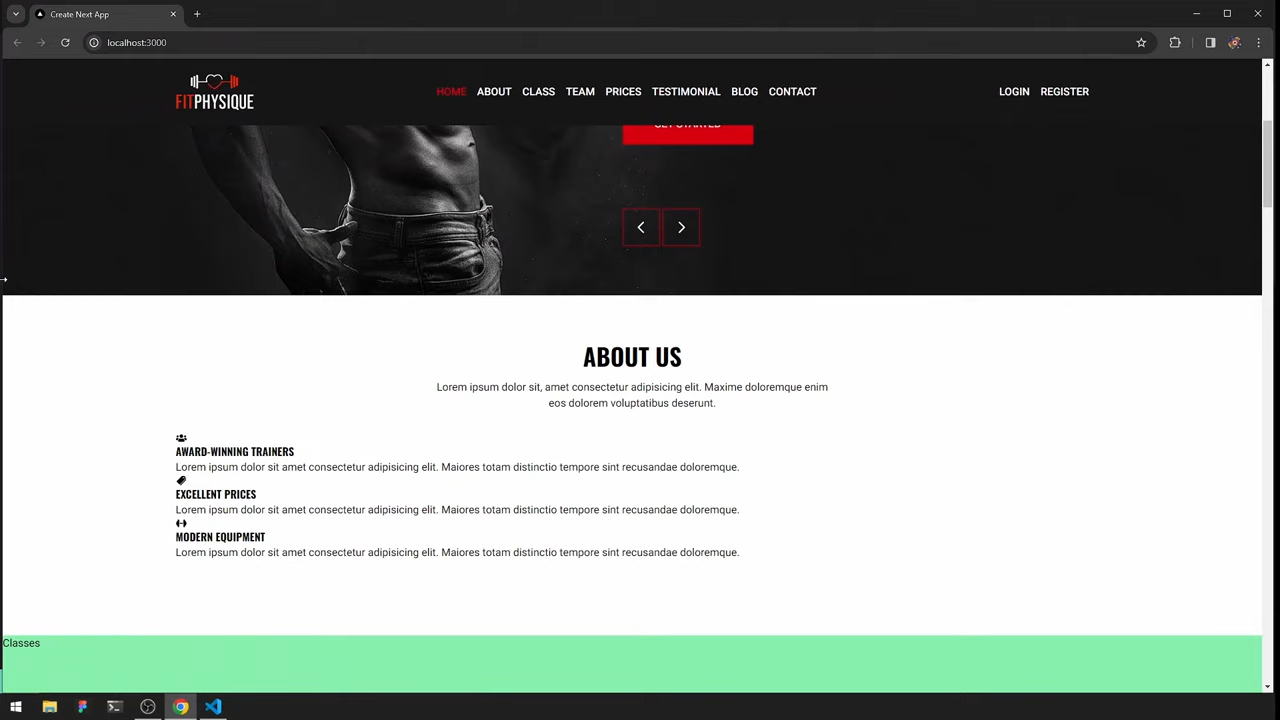 Create Next App
localhost:3000
FITPHYSIQUE
HOME ABOUT CLASS TEAM PRICES TESTIMONIAL BLOG CONTACT
LOGIN REGISTER
GET STARTED
ABOUT US
Lorem ipsum dolor sit, amet consectetur adipisicing elit. Maxime doloremque enim
eos dolorem voluptatibus deserunt.
AWARD-WINNING TRAINERS
Lorem ipsum dolor sit amet consectetur adipisicing elit. Maiores totam distinctio tempore sint recusandae doloremque.
EXCELLENT PRICES
Lorem ipsum dolor sit amet consectetur adipisicing elit. Maiores totam distinctio tempore sint recusandae doloremque.
MODERN EQUIPMENT
Lorem ipsum dolor sit amet consectetur adipisicing elit. Maiores totam distinctio tempore sint recusandae doloremque.
Classes